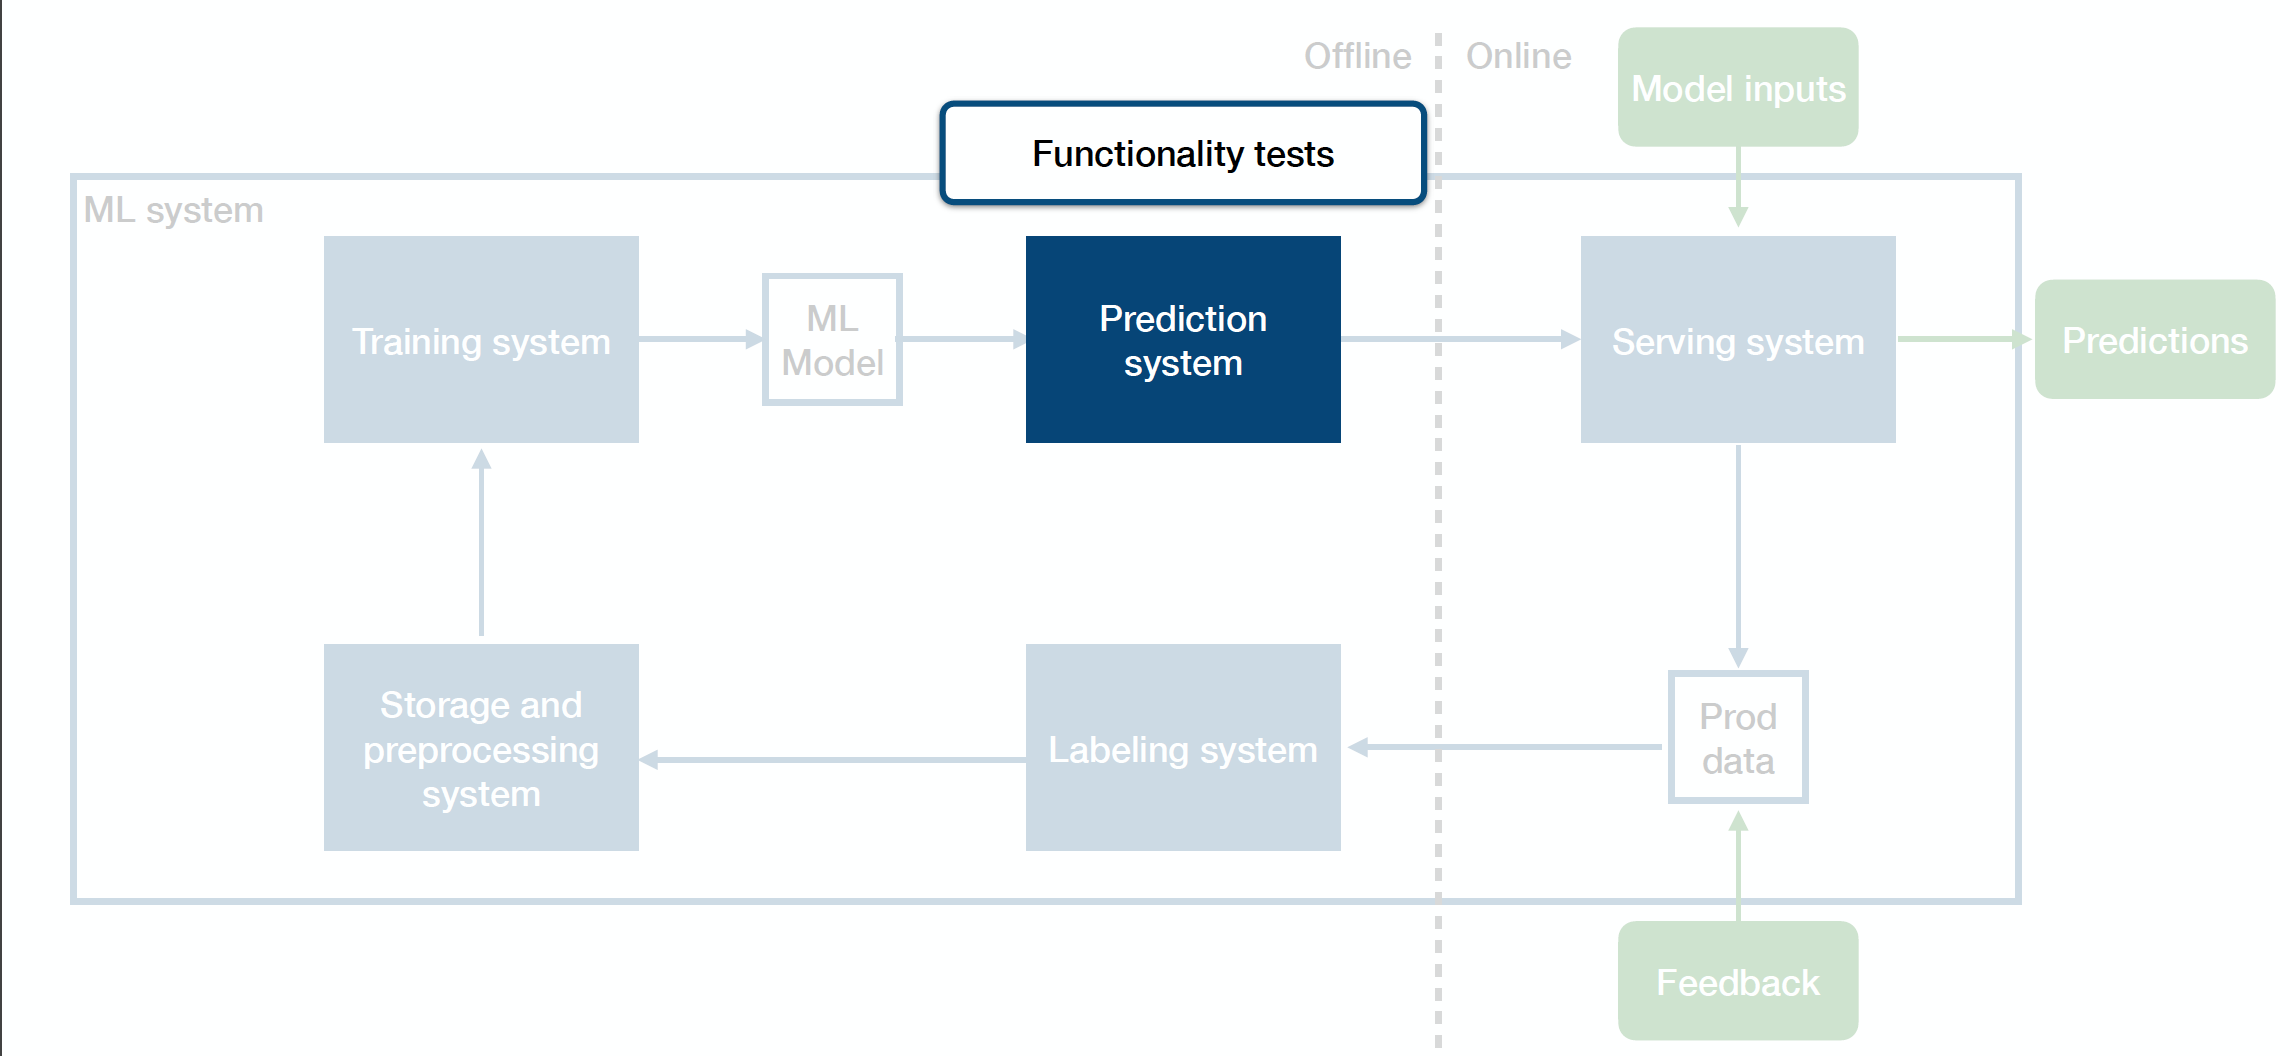 Offline
Online
Model inputs
Functionality tests
ML system
Training system
ML
Model
Prediction
system
Serving system
Predictions
Storage and
preprocessing
system
Labeling system
Prod
data
Feedback